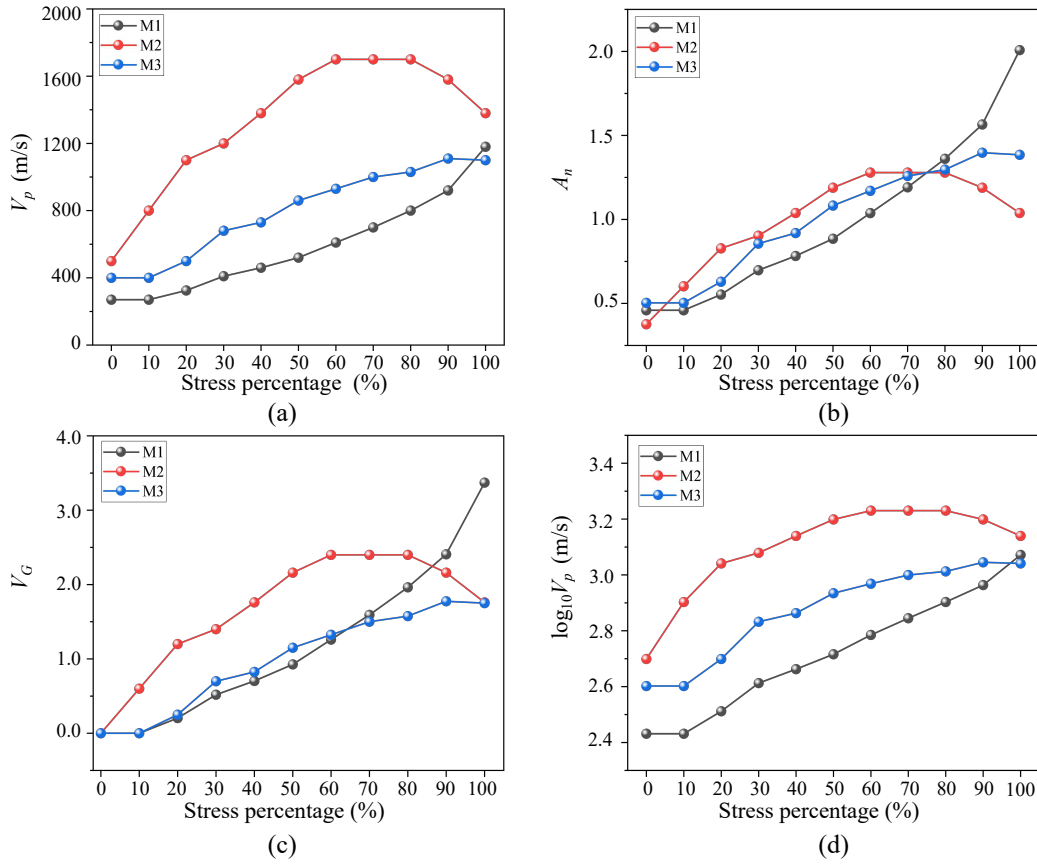 M1
M2
M3
2000
1600
1200
800
400
0
V_p (m/s)
0 10 20 30 40 50 60 70 80 90 100
Stress percentage (%)
(a)
M1
M2
M3
2.0
1.5
1.0
0.5
A_n
0 10 20 30 40 50 60 70 80 90 100
Stress percentage (%)
(b)
M1
M2
M3
4.0
3.0
2.0
1.0
0.0
V_G
0 10 20 30 40 50 60 70 80 90 100
Stress percentage (%)
(c)
M1
M2
M3
3.4
3.2
3.0
2.8
2.6
2.4
log₁₀V_p (m/s)
0 10 20 30 40 50 60 70 80 90 100
Stress percentage (%)
(d)